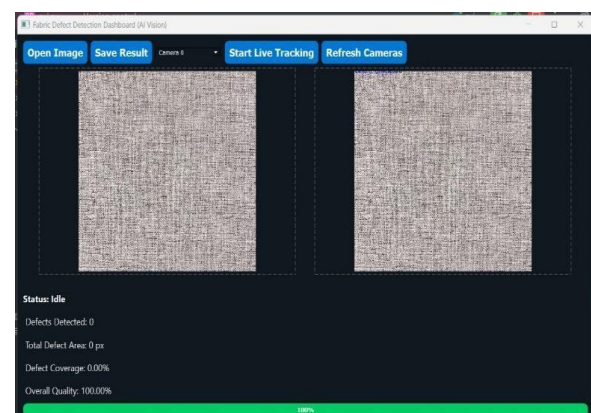 Fabric Defect Detection Dashboard (AI Vision)
Open Image Save Result Camera 0 Start Live Tracking Refresh Cameras
Status: Idle
Defects Detected: 0
Total Defect Area: 0 px
Defect Coverage: 0.00%
Overall Quality: 100.00%
100%